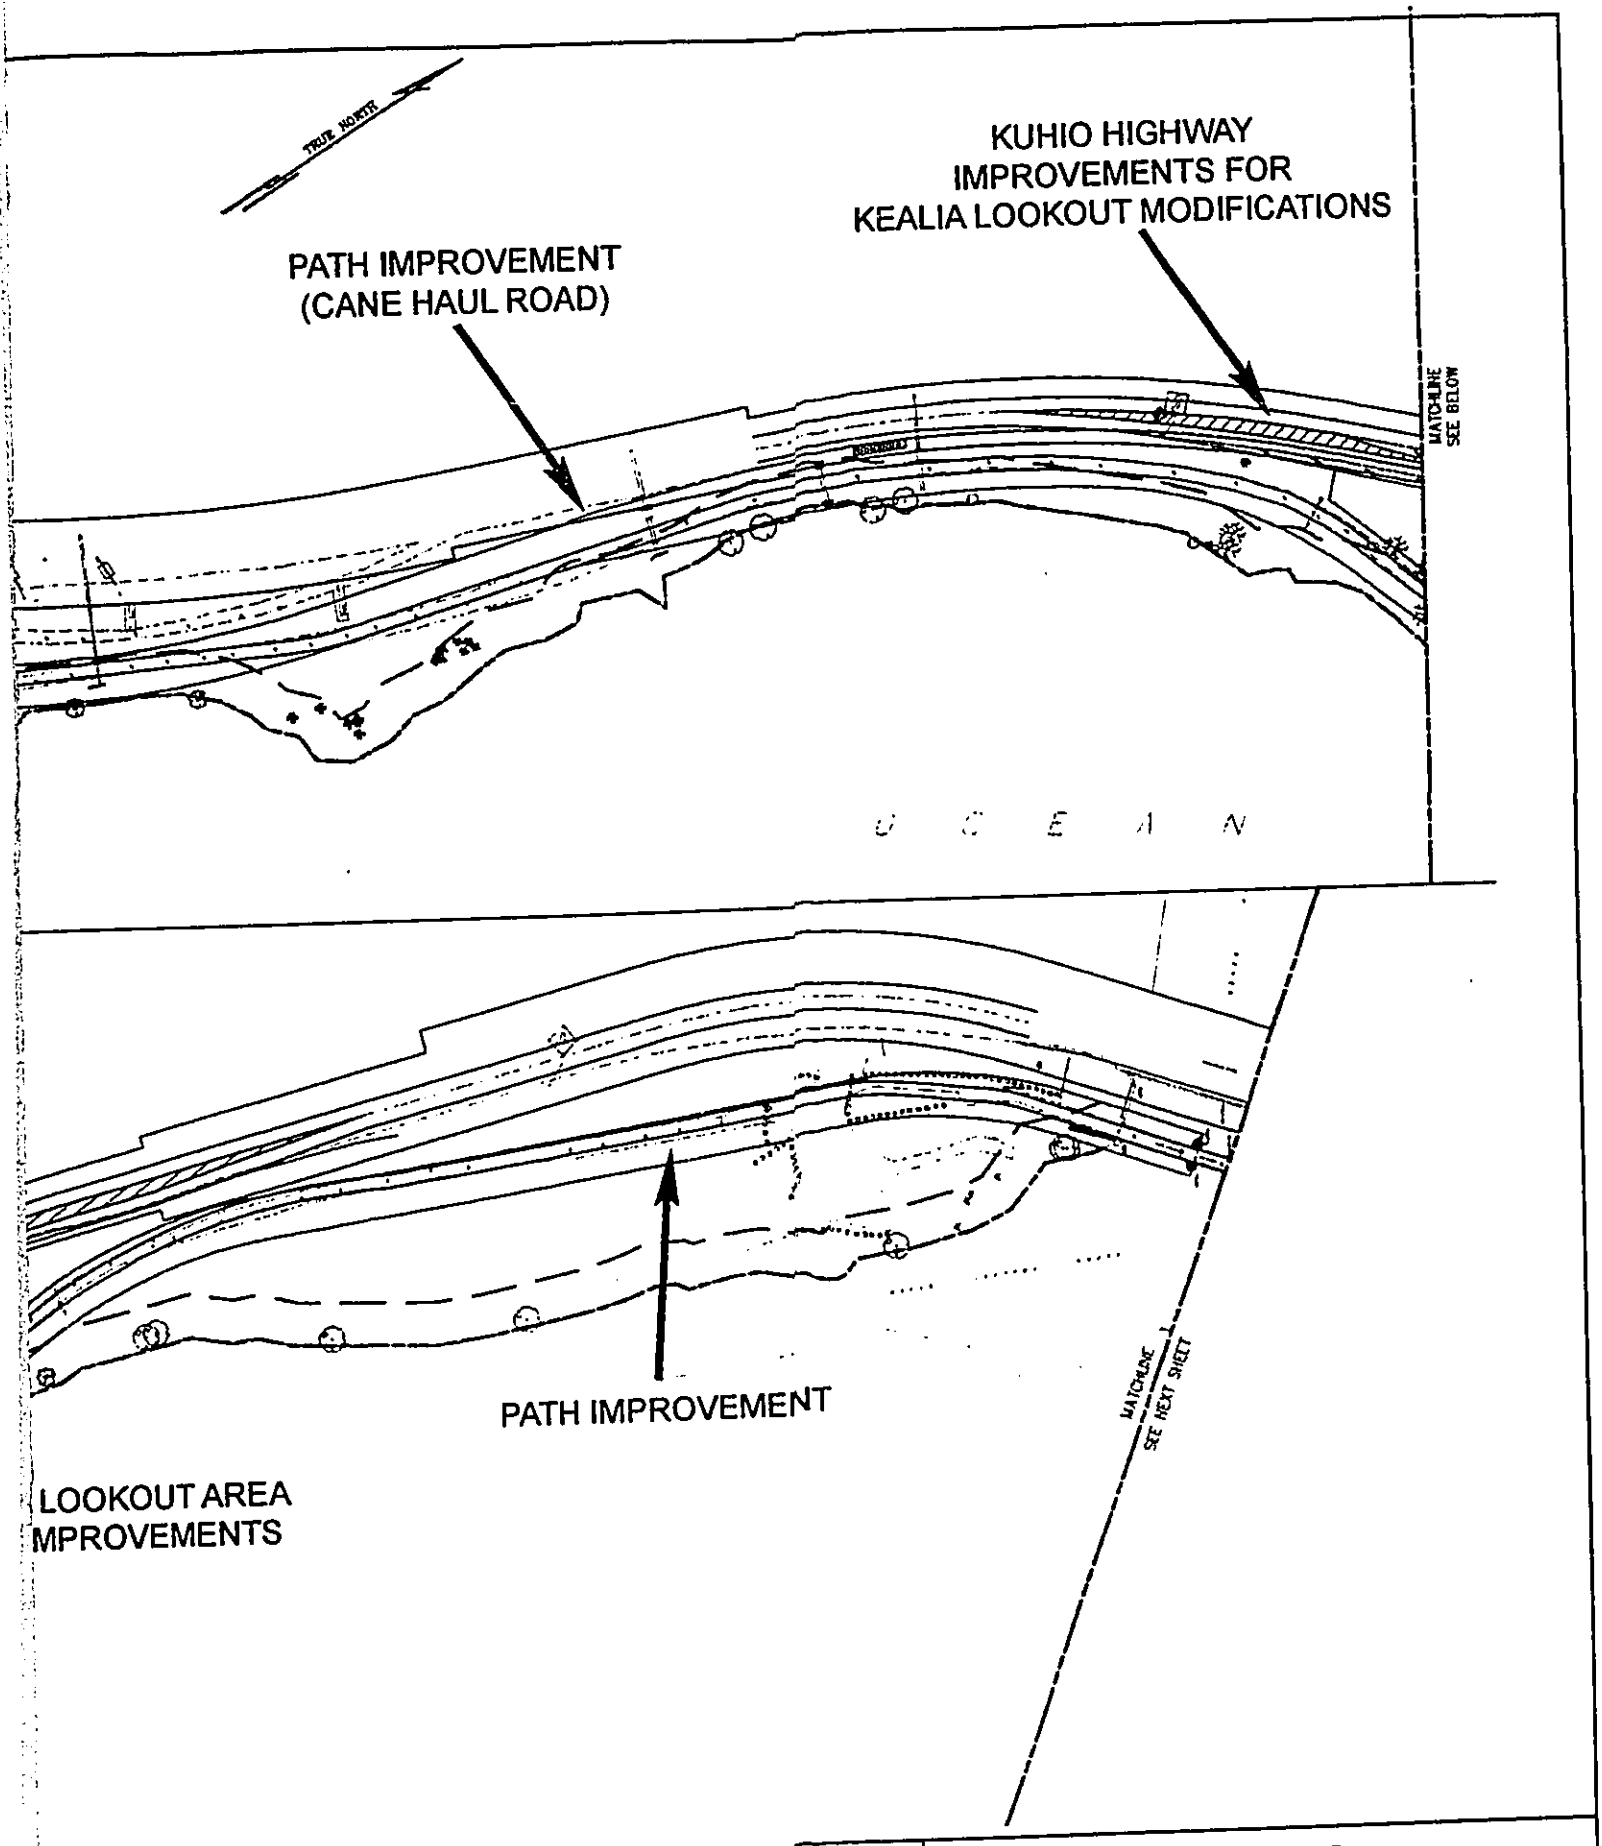 TRUE NORTH
KUHIO HIGHWAY
IMPROVEMENTS FOR
KEALIA LOOKOUT MODIFICATIONS
PATH IMPROVEMENT
(CANE HAUL ROAD)
MATCHLINE
SEE BELOW
OCEAN
PATH IMPROVEMENT
MATCHLINE
SEE NEXT SHEET
LOOKOUT AREA
MPROVEMENTS